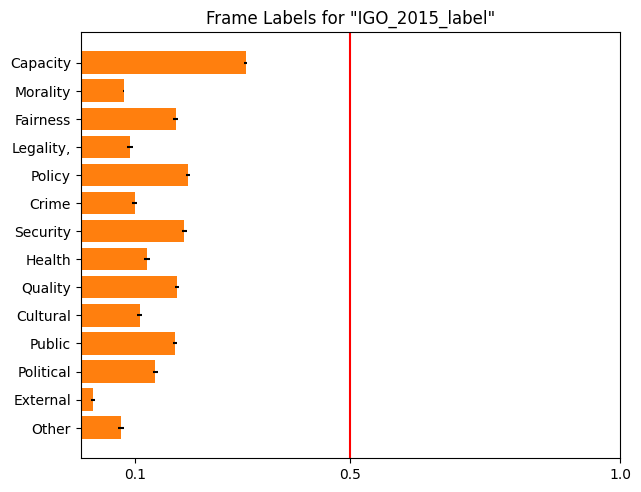 Frame Labels for "IGO_2015_label"
Capacity
Morality
Fairness
Legality,
Policy
Crime
Security
Health
Quality
Cultural
Public
Political
External
Other
0.1 0.5 1.0